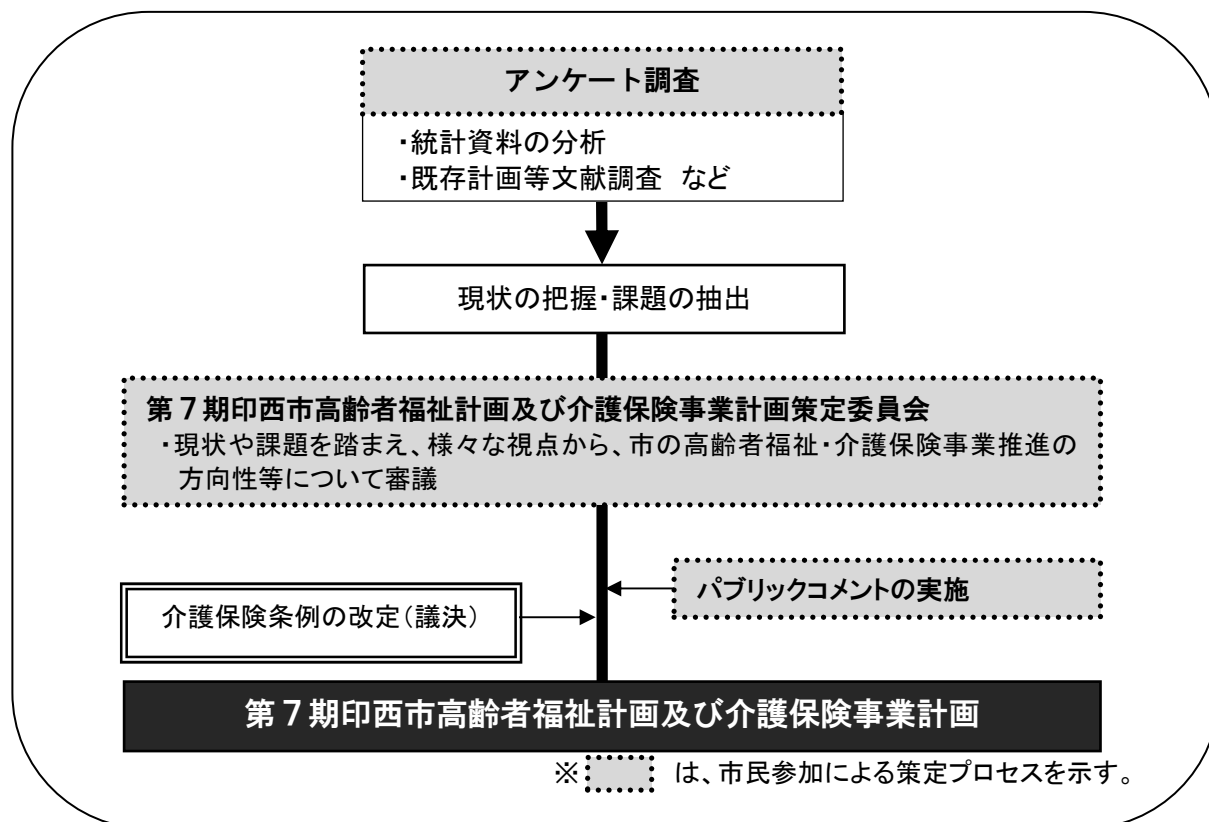 アンケート調査
・統計資料の分析
・既存計画等文献調査 など
現状の把握・課題の抽出
第7期印西市高齢者福祉計画及び介護保険事業計画策定委員会
・現状や課題を踏まえ、様々な視点から、市の高齢者福祉・介護保険事業推進の
方向性等について審議
パブリックコメントの実施
介護保険条例の改定（議決）
第7期印西市高齢者福祉計画及び介護保険事業計画
※ は、市民参加による策定プロセスを示す。